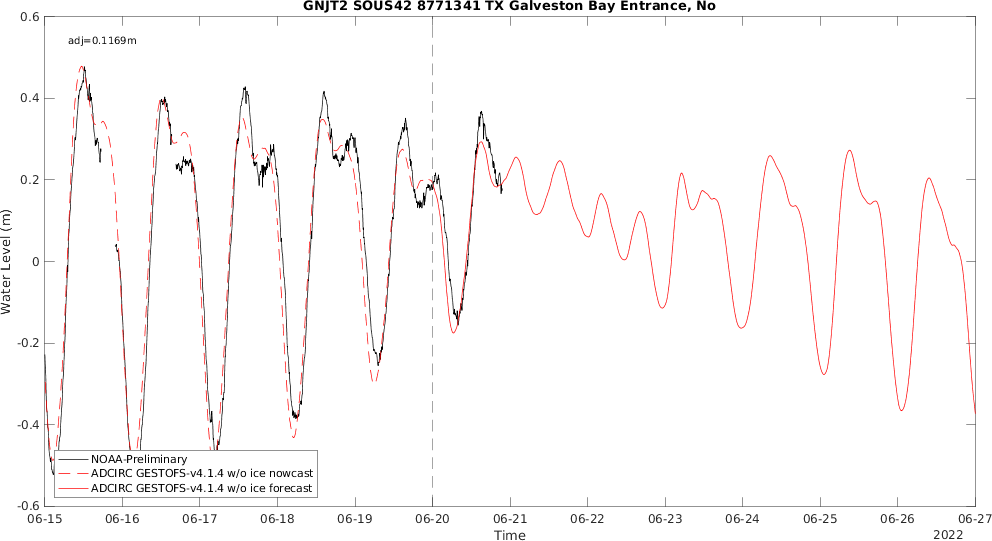 GNJT2 SOUS42 8771341 TX Galveston Bay Entrance, No
adj=0.1169m
0.6
0.4
0.2
0
-0.2
-0.4
-0.6
Water Level (m)
NOAA-Preliminary
ADCIRC GESTOFS-v4.1.4 w/o ice nowcast
ADCIRC GESTOFS-v4.1.4 w/o ice forecast
06-15 06-16 06-17 06-18 06-19 06-20 06-21 06-22 06-23 06-24 06-25 06-26 06-27
Time
2022